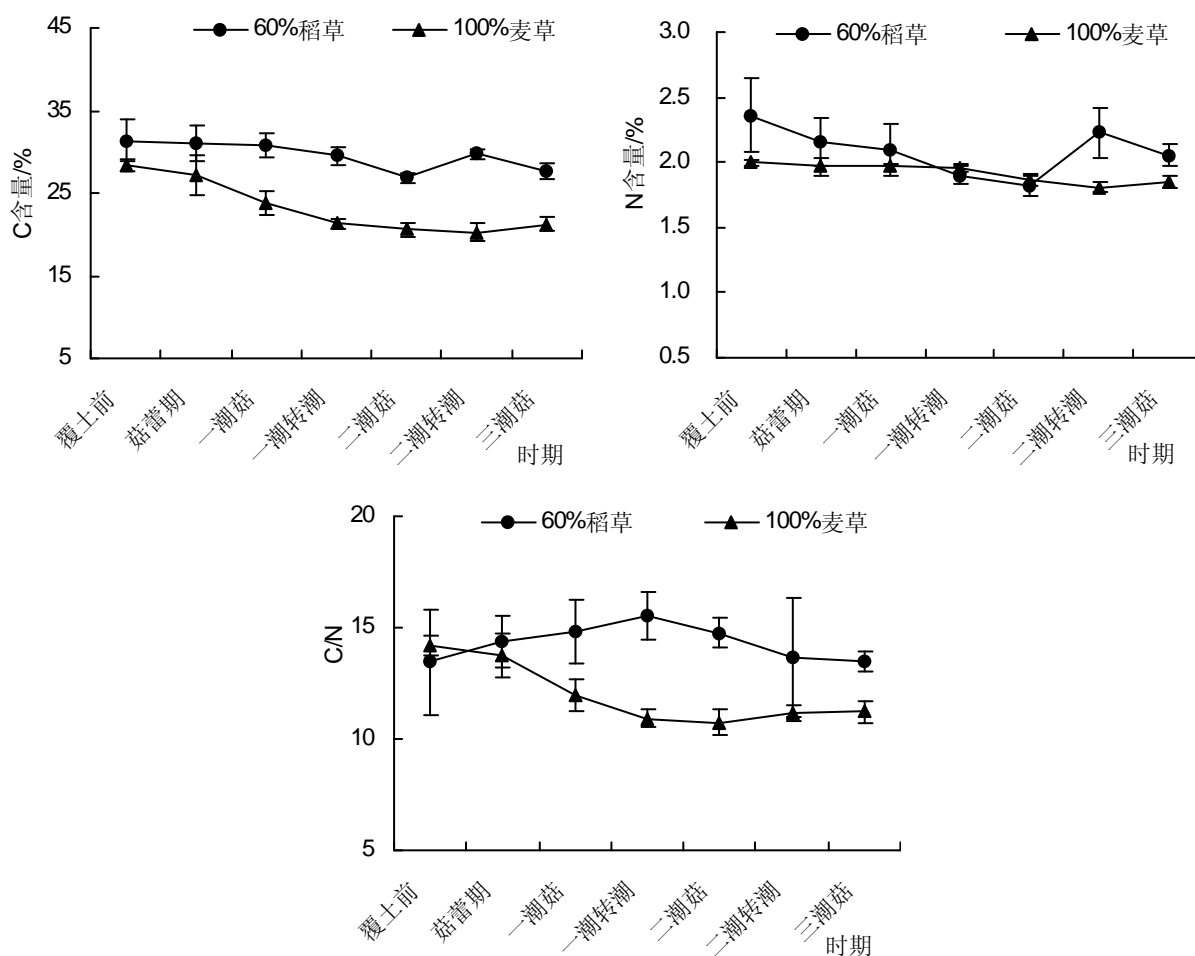 60%稻草
100%麦草
C含量/%
45
35
25
15
5
覆土前
菇蕾期
一潮菇
一潮转潮
二潮菇
二潮转潮
三潮菇
时期
60%稻草
100%麦草
N含量/%
3.0
2.5
2.0
1.5
1.0
0.5
覆土前
菇蕾期
一潮菇
一潮转潮
二潮菇
二潮转潮
三潮菇
时期
60%稻草
100%麦草
C/N
20
15
10
5
覆土前
菇蕾期
一潮菇
一潮转潮
二潮菇
二潮转潮
三潮菇
时期